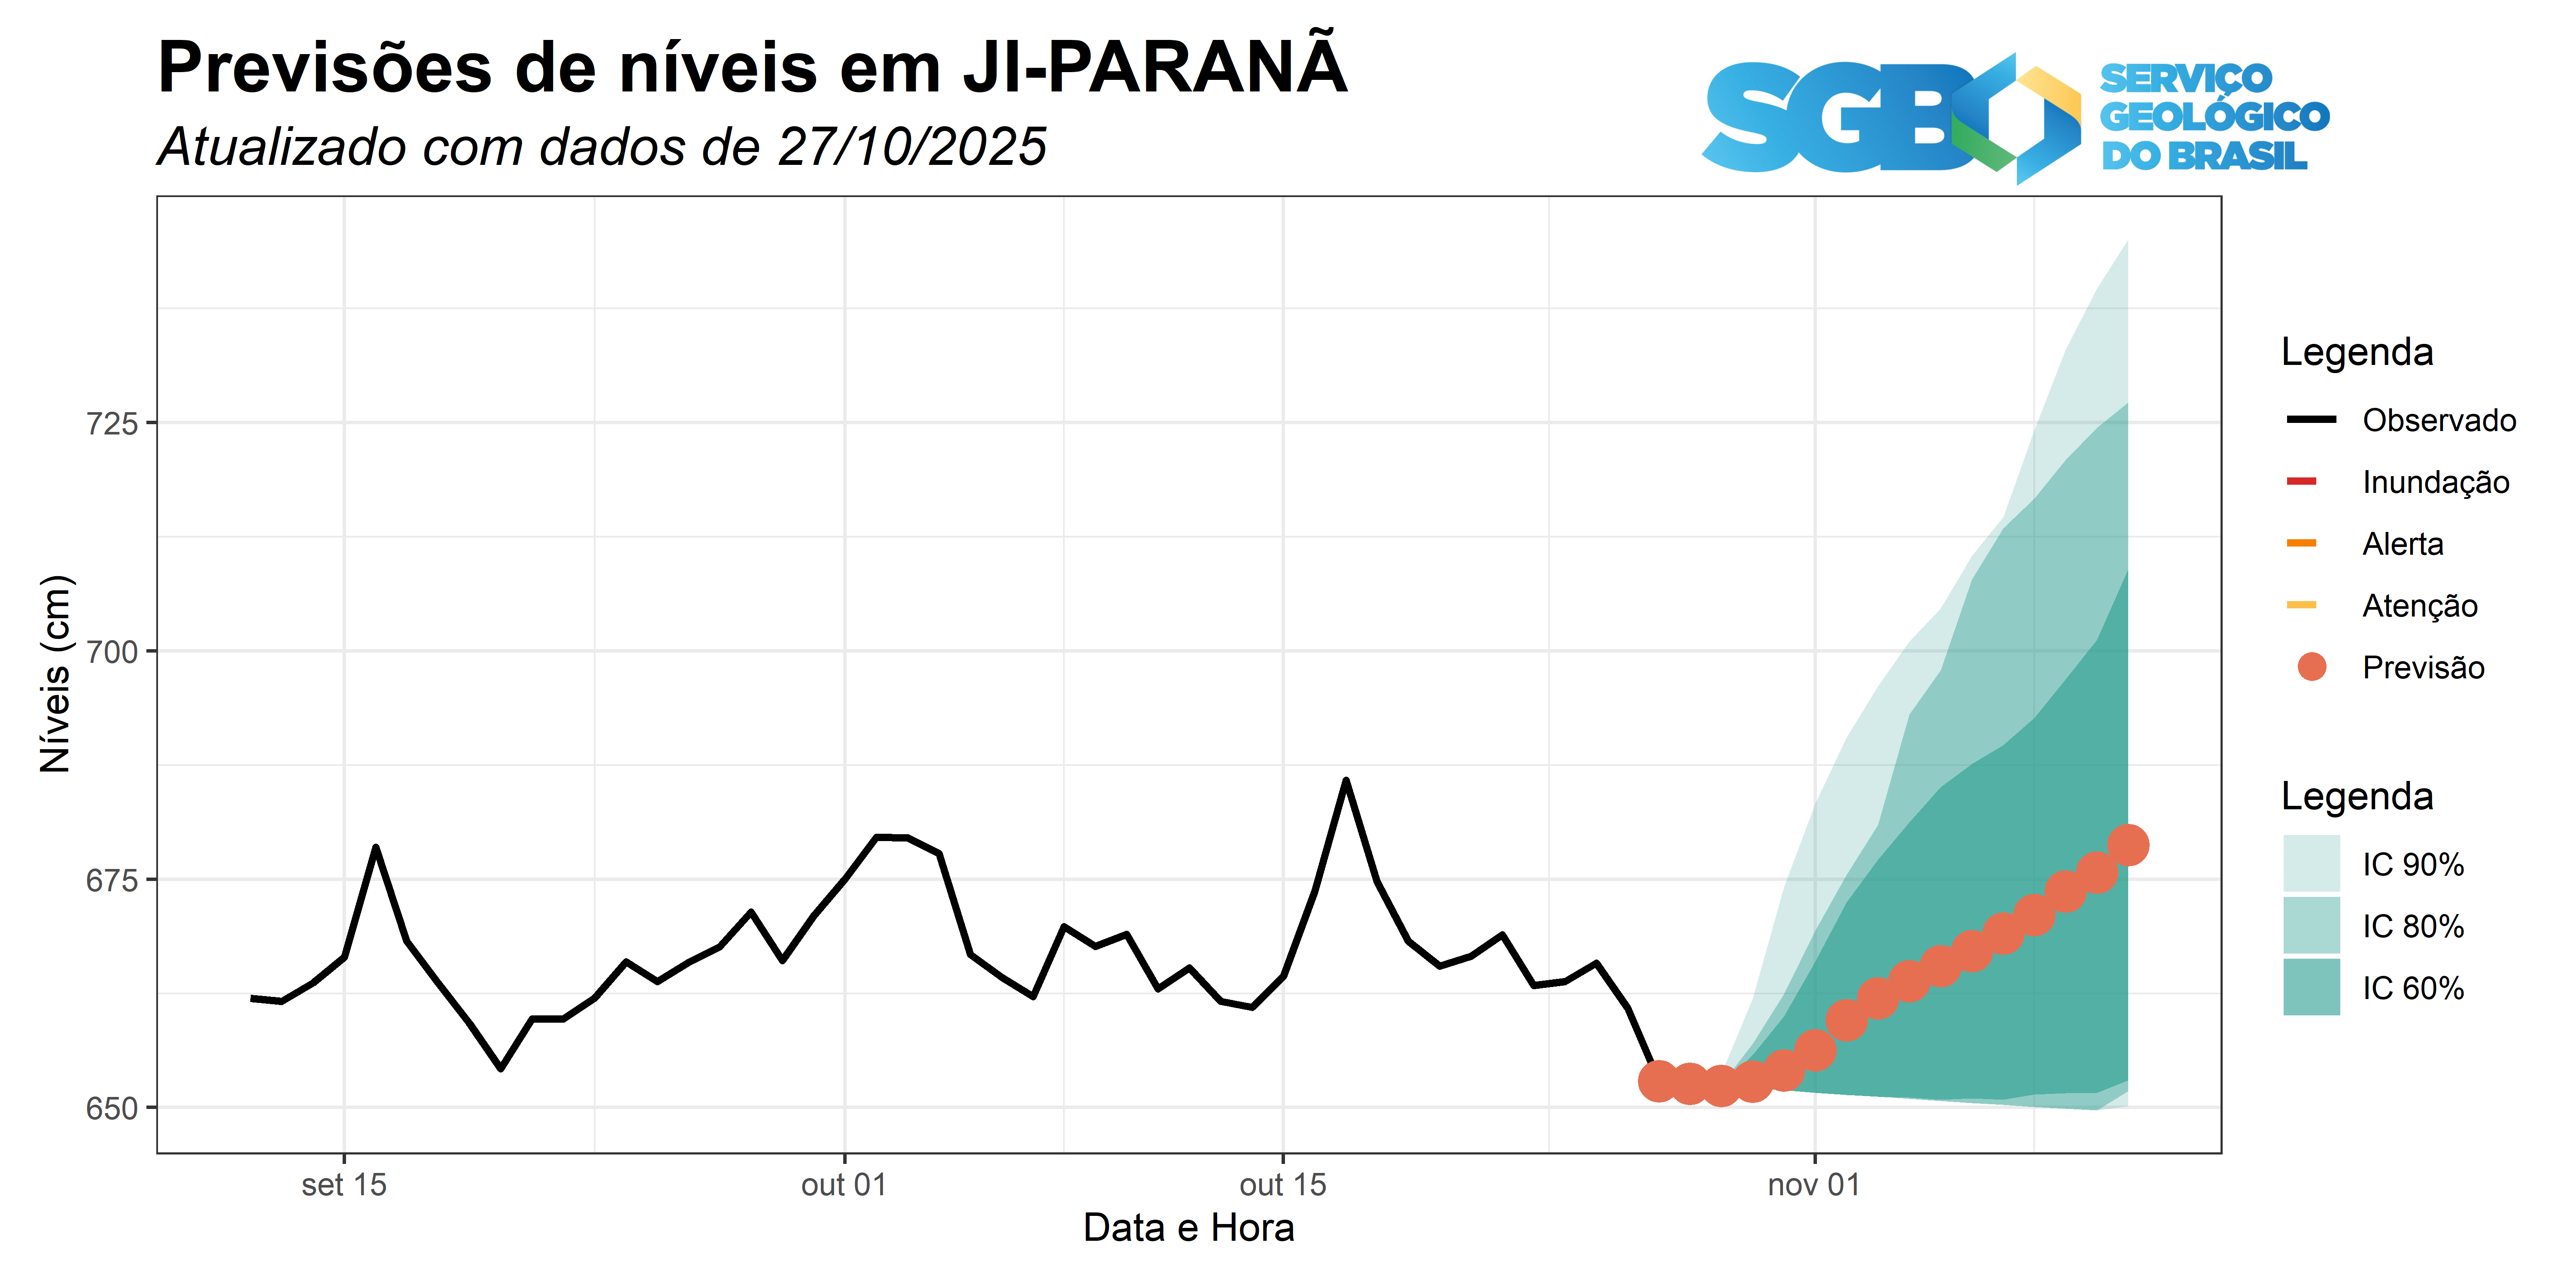 Previsões de níveis em JI-PARANÃ
Atualizado com dados de 27/10/2025
SGB
SERVIÇO
GEOLÓGICO
DO BRASIL
Níveis (cm)
725
700
675
650
set 15
out 01
out 15
nov 01
Data e Hora
Legenda
Observado
Inundação
Alerta
Atenção
Previsão
Legenda
IC 90%
IC 80%
IC 60%